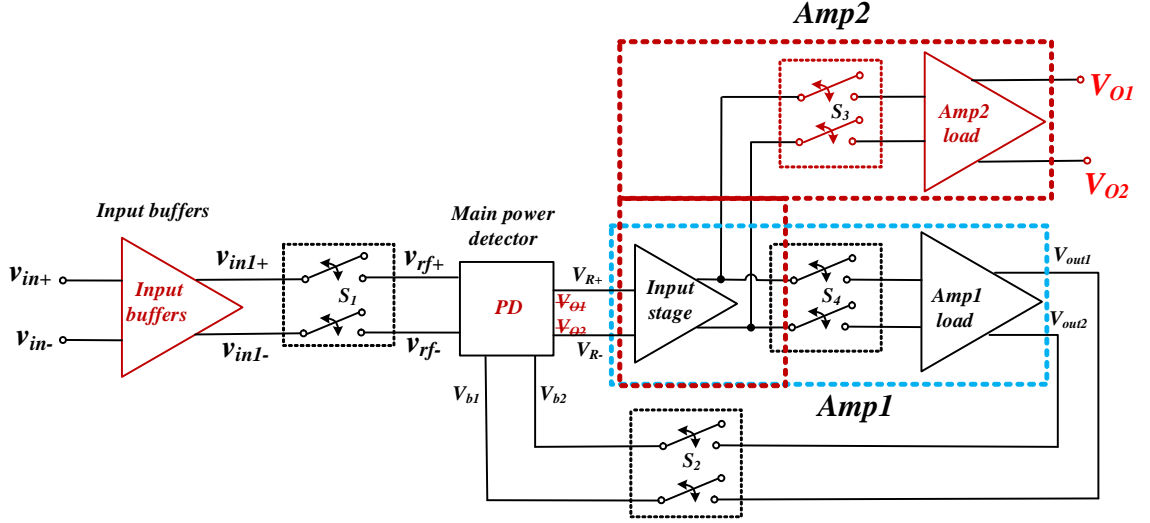 Amp2
S3
Amp2
load
VO1
VO2
Input buffers
Main power
detector
vin+
vin-
Input
buffers
vin1+
vin1-
S1
vrf+
vrf-
PD
VR+
VO1
VO2
VR-
Input
stage
S4
Amp1
load
Vout1
Vout2
Vb1
Vb2
Amp1
S2